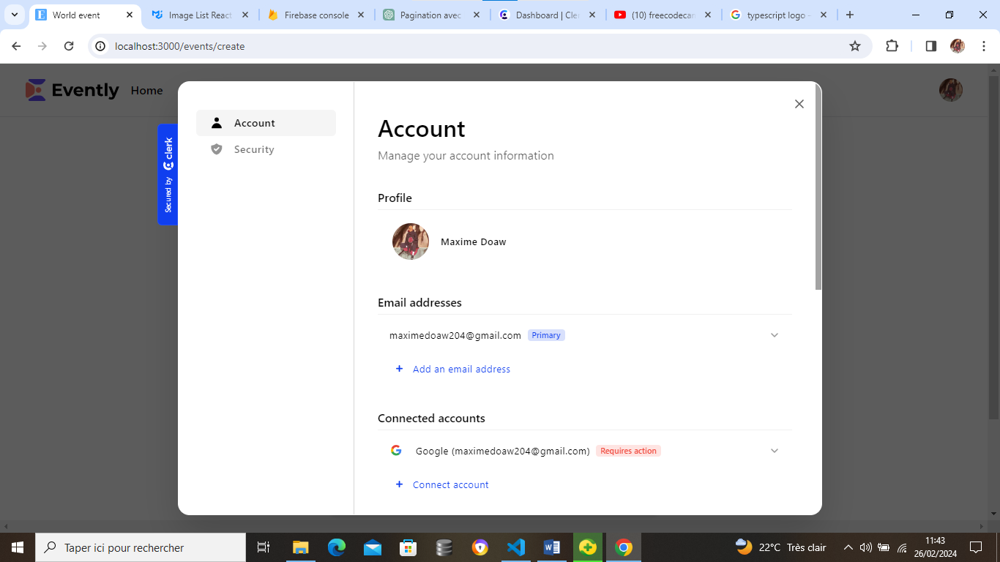 World event
Image List React
Firebase console
Pagination avec
Dashboard | Cle
(10) freecodecam
typescript logo -
localhost:3000/events/create
Evently
Home
Secured by clerk
Account
Security
Account
Manage your account information
Profile
Maxime Doaw
Email addresses
maximedoaw204@gmail.com Primary
+ Add an email address
Connected accounts
Google (maximedoaw204@gmail.com) Requires action
+ Connect account
Taper ici pour rechercher
22°C Très clair
11:43
26/02/2024